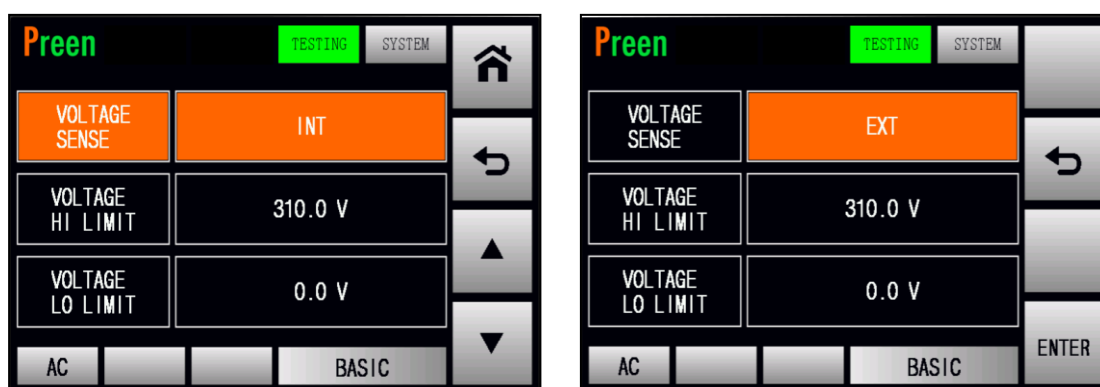 Preen TESTING SYSTEM
VOLTAGE
SENSE
INT
VOLTAGE
HI LIMIT
310.0 V
VOLTAGE
LO LIMIT
0.0 V
AC BASIC
Preen TESTING SYSTEM
VOLTAGE
SENSE
EXT
VOLTAGE
HI LIMIT
310.0 V
VOLTAGE
LO LIMIT
0.0 V
AC BASIC ENTER